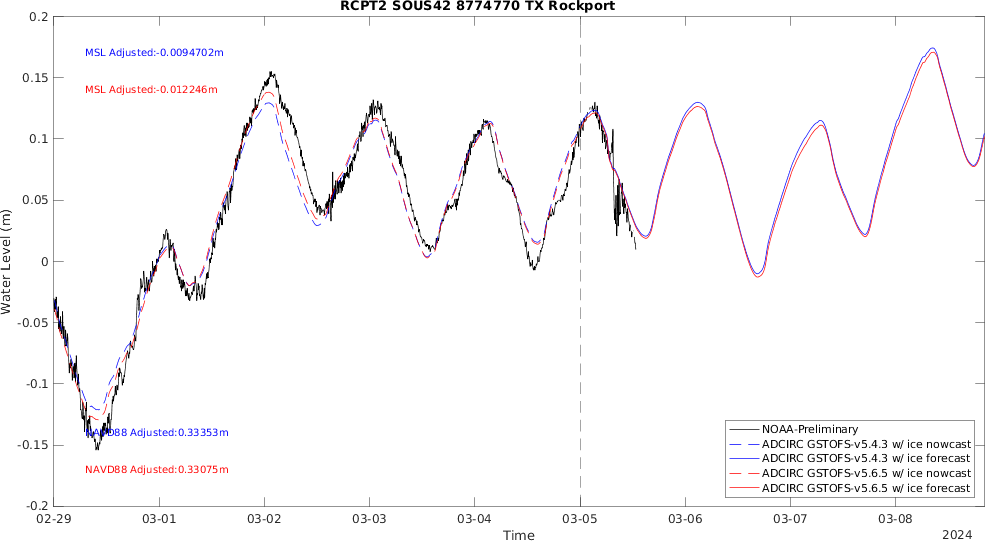 RCPT2 SOUS42 8774770 TX Rockport
0.2
MSL Adjusted:-0.0094702m
0.15
MSL Adjusted:-0.012246m
0.1
0.05
0
-0.05
-0.1
-0.15
-0.2
Water Level (m)
NAVD88 Adjusted:0.33353m
NAVD88 Adjusted:0.33075m
NOAA-Preliminary
ADCIRC GSTOFS-v5.4.3 w/ ice nowcast
ADCIRC GSTOFS-v5.4.3 w/ ice forecast
ADCIRC GSTOFS-v5.6.5 w/ ice nowcast
ADCIRC GSTOFS-v5.6.5 w/ ice forecast
02-29 03-01 03-02 03-03 03-04 03-05 03-06 03-07 03-08
Time
2024